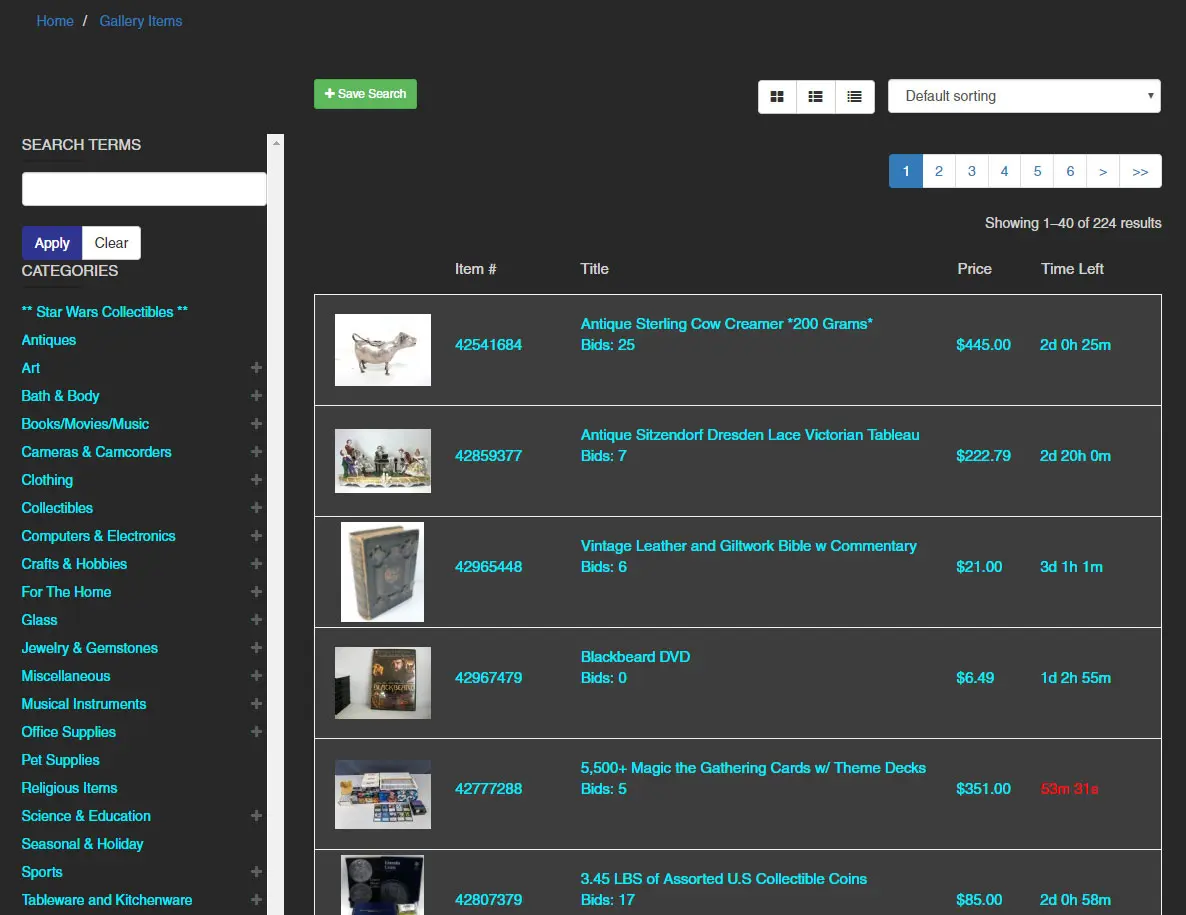 Home / Gallery Items
Save Search
Default sorting
SEARCH TERMS
Apply Clear
CATEGORIES
** Star Wars Collectibles **
Antiques
Art
Bath & Body
Books/Movies/Music
Cameras & Camcorders
Clothing
Collectibles
Computers & Electronics
Crafts & Hobbies
For The Home
Glass
Jewelry & Gemstones
Miscellaneous
Musical Instruments
Office Supplies
Pet Supplies
Religious Items
Science & Education
Seasonal & Holiday
Sports
Tableware and Kitchenware
1 2 3 4 5 6 > >>
Showing 1–40 of 224 results
Item # Title Price Time Left
Antique Sterling Cow Creamer *200 Grams*
42541684 Bids: 25 $445.00 2d 0h 25m
Antique Sitzendorf Dresden Lace Victorian Tableau
42859377 Bids: 7 $222.79 2d 20h 0m
Vintage Leather and Giltwork Bible w Commentary
42965448 Bids: 6 $21.00 3d 1h 1m
BLACKBEARD
Blackbeard DVD
42967479 Bids: 0 $6.49 1d 2h 55m
5,500+ Magic the Gathering Cards w/ Theme Decks
42777288 Bids: 5 $351.00 53m 31s
3.45 LBS of Assorted U.S Collectible Coins
42807379 Bids: 17 $85.00 2d 0h 58m